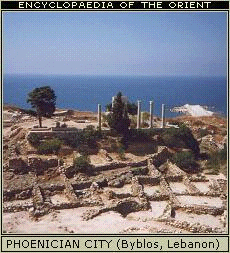 ENCYCLOPAEDIA OF THE ORIENT
PHOENICIAN CITY (Byblos, Lebanon)